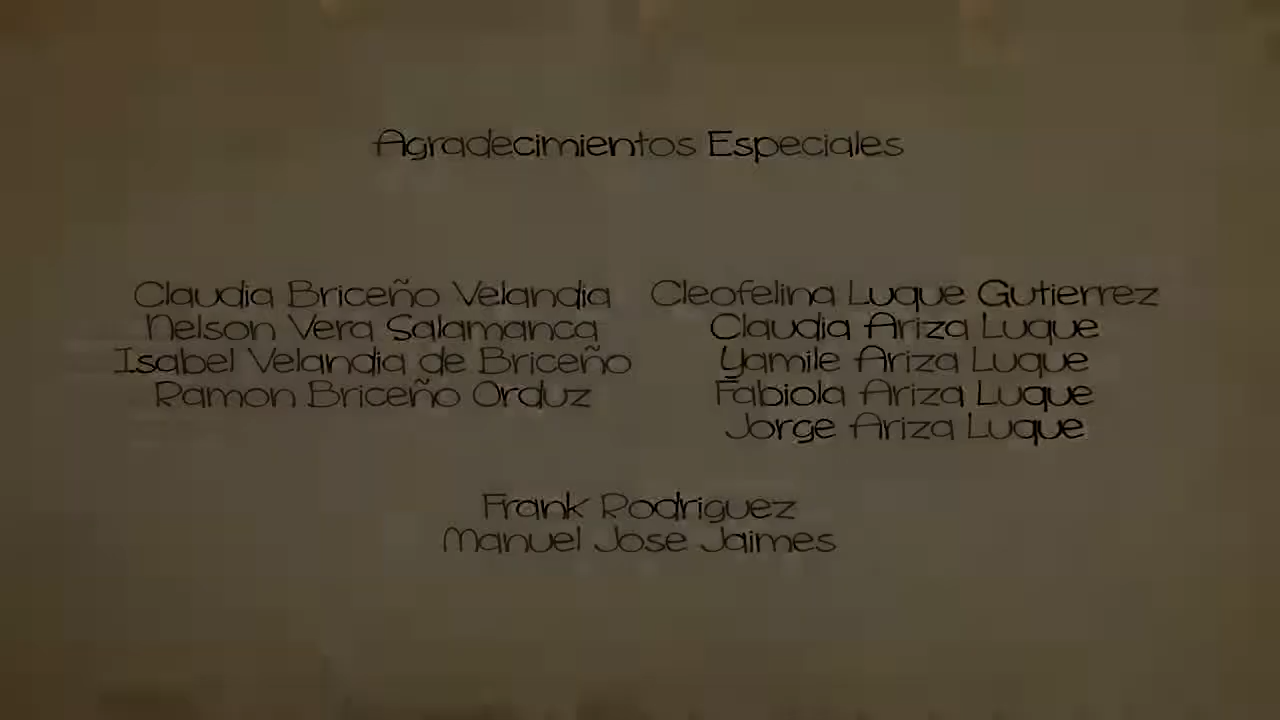 Agradecimientos Especiales
Claudia Briceño Velandia
Nelson Vera Salamanca
Isabel Velandia de Briceño
Ramon Briceño Orduz
Cleofelina Luque Gutierrez
Claudia Ariza Luque
Yamile Ariza Luque
Fabiola Ariza Luque
Jorge Ariza Luque
Frank Rodriguez
Manuel Jose Jaimes